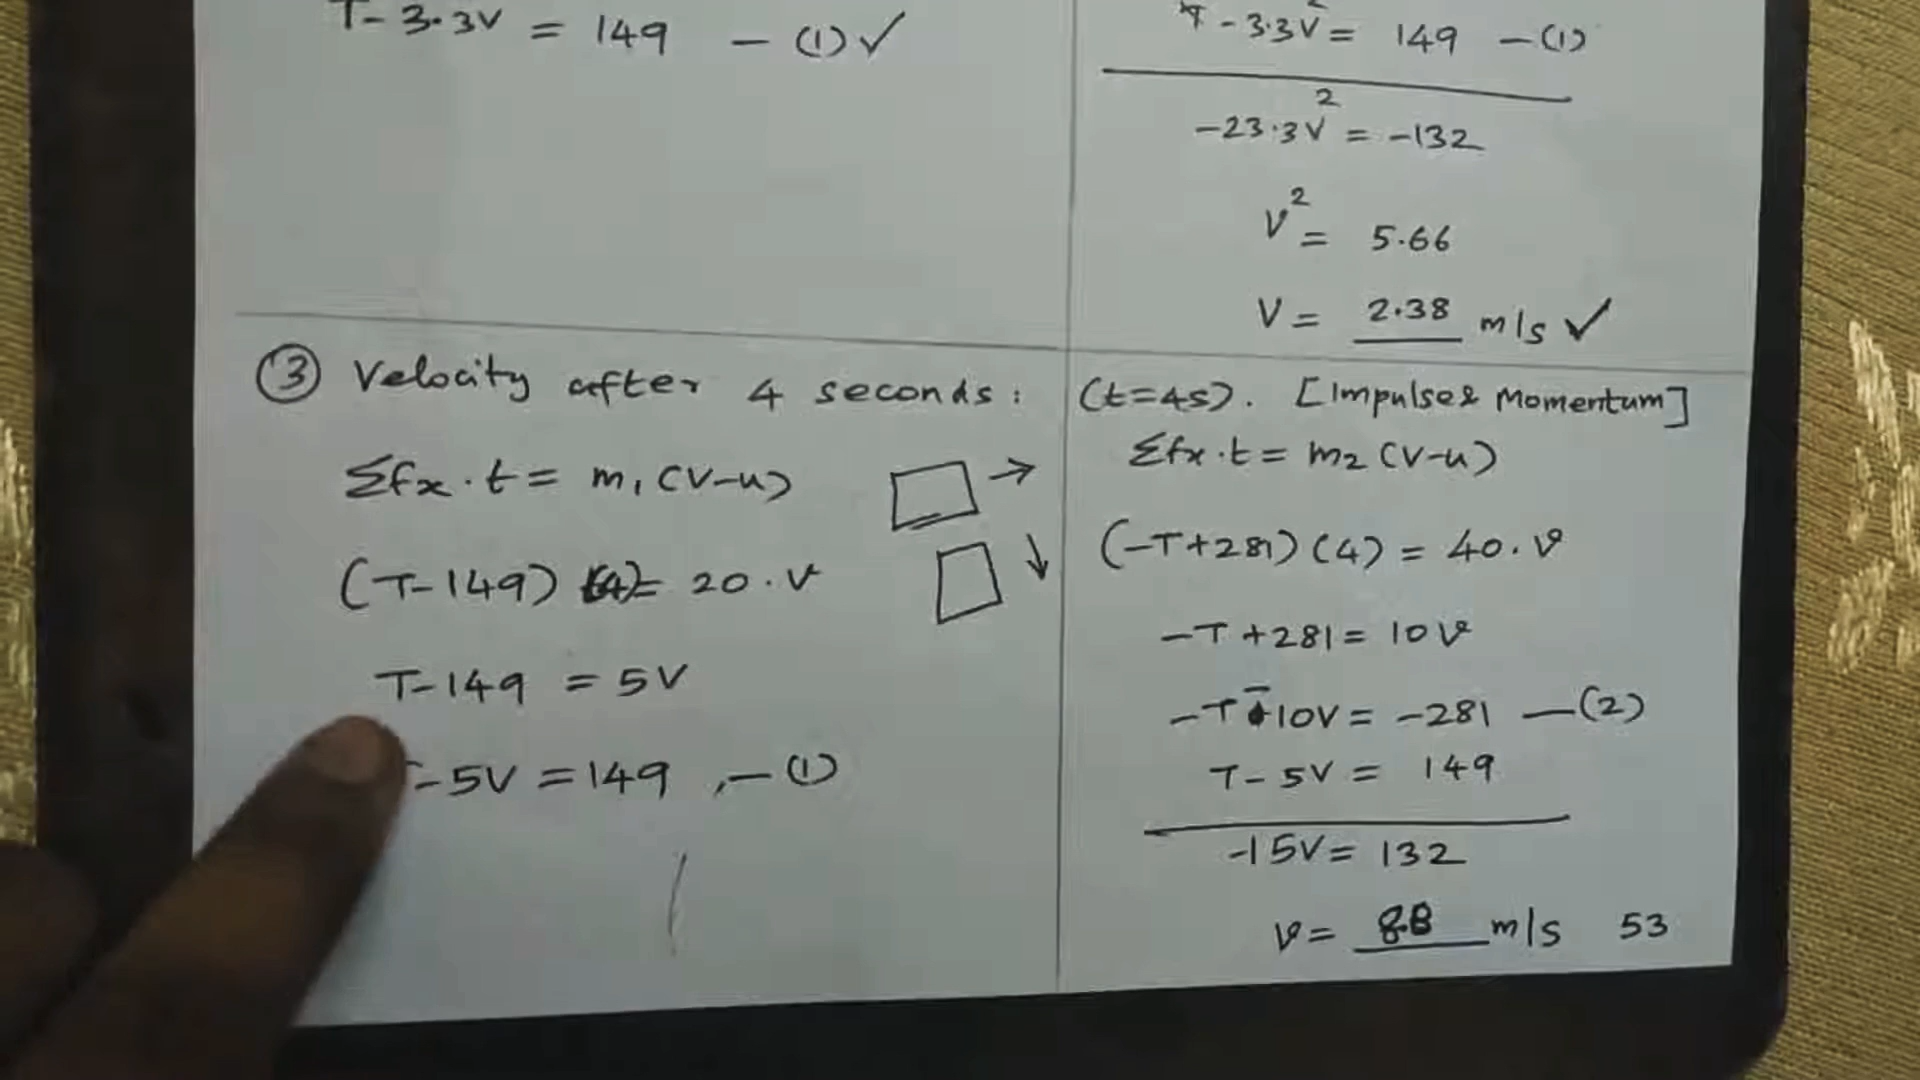 T - 3.3V = 149 - (1) ✓
T - 3.3V² = 149 - (1)
-23.3V² = -132
V² = 5.66
V = 2.38 m/s ✓
③ Velocity after 4 seconds: (t=4s). [Impulse & Momentum]
Σfx·t = m₁(V-u) →
(T-149) (4) = 20·V ↓
T-149 = 5V
- 5V = 149, - (1)
Σfx·t = m₂(V-u)
(-T+281)(4) = 40·V
-T+281 = 10V
-T-10V = -281 - (2)
T - 5V = 149
-15V = 132
V = 8.8 m/s 53